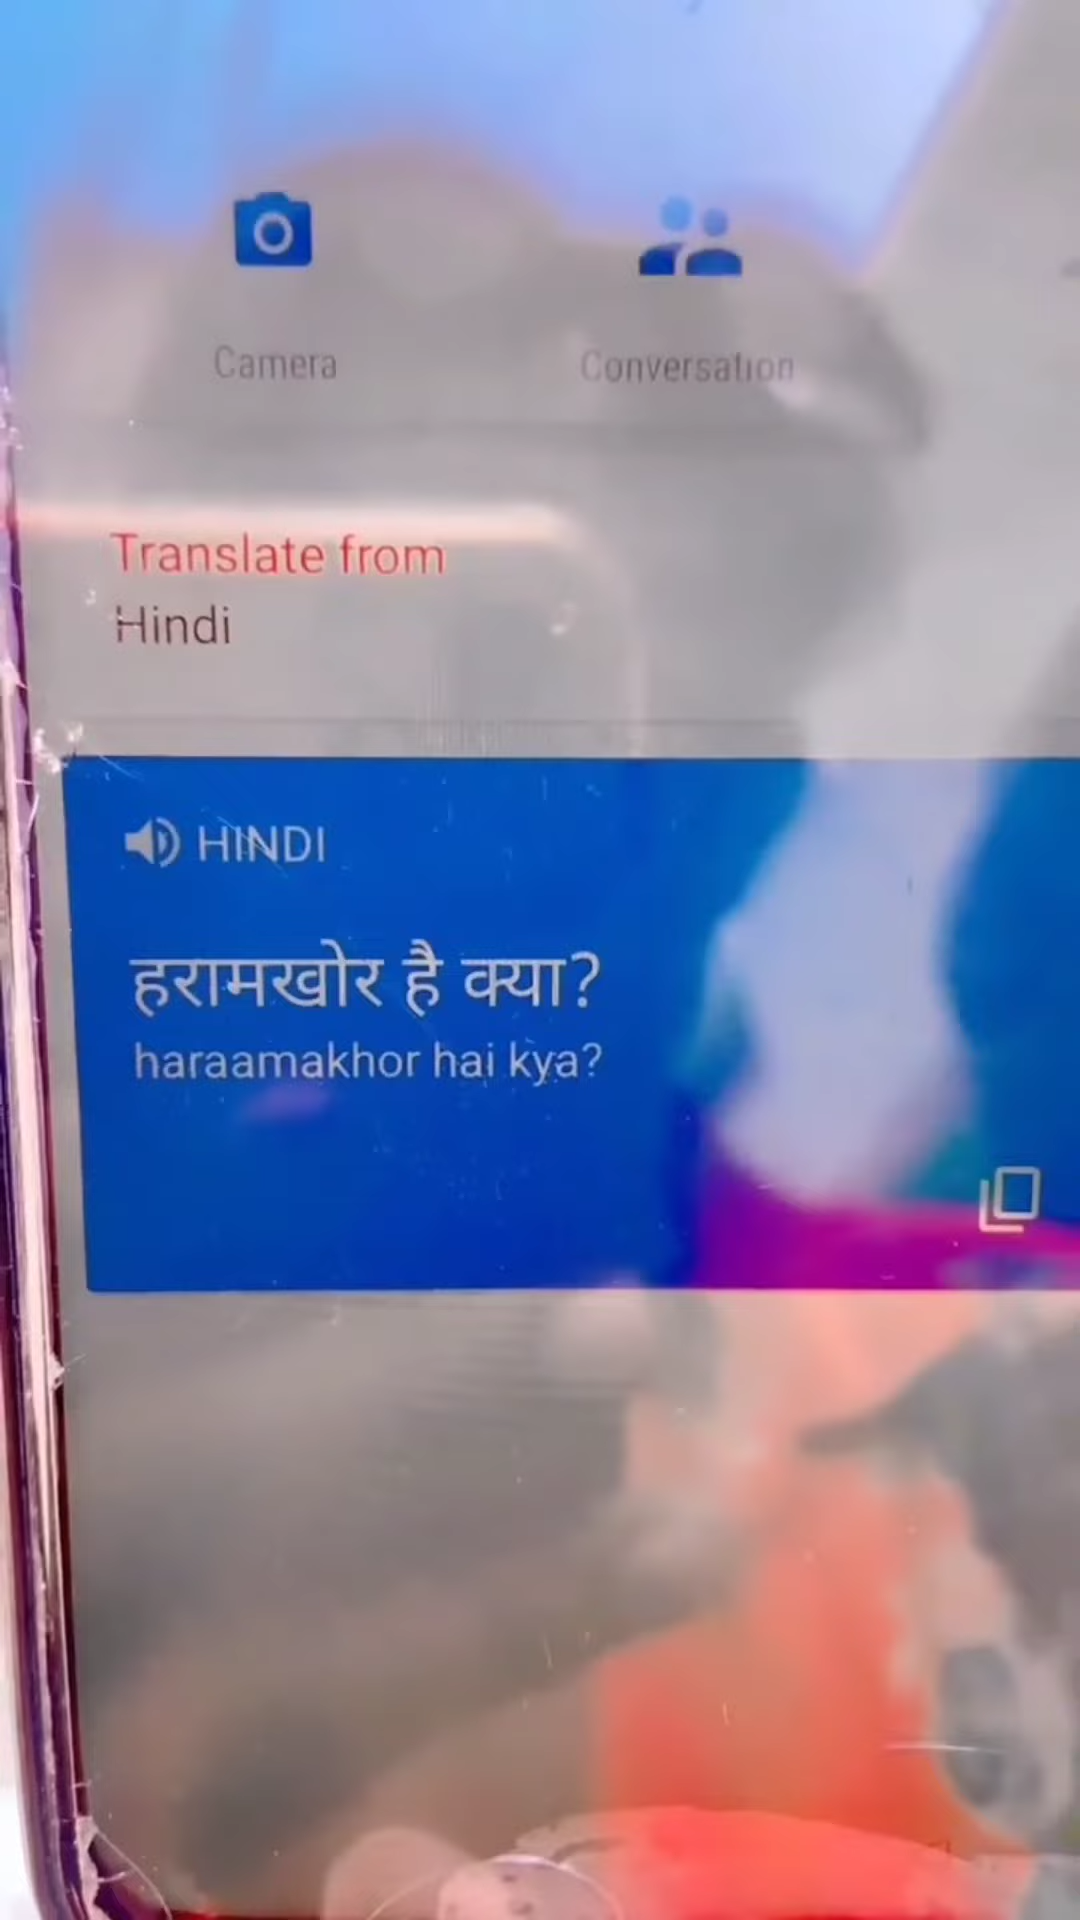 Camera
Conversation
Translate from
Hindi
HINDI
हरामखोर है क्या?
haraamakhor hai kya?